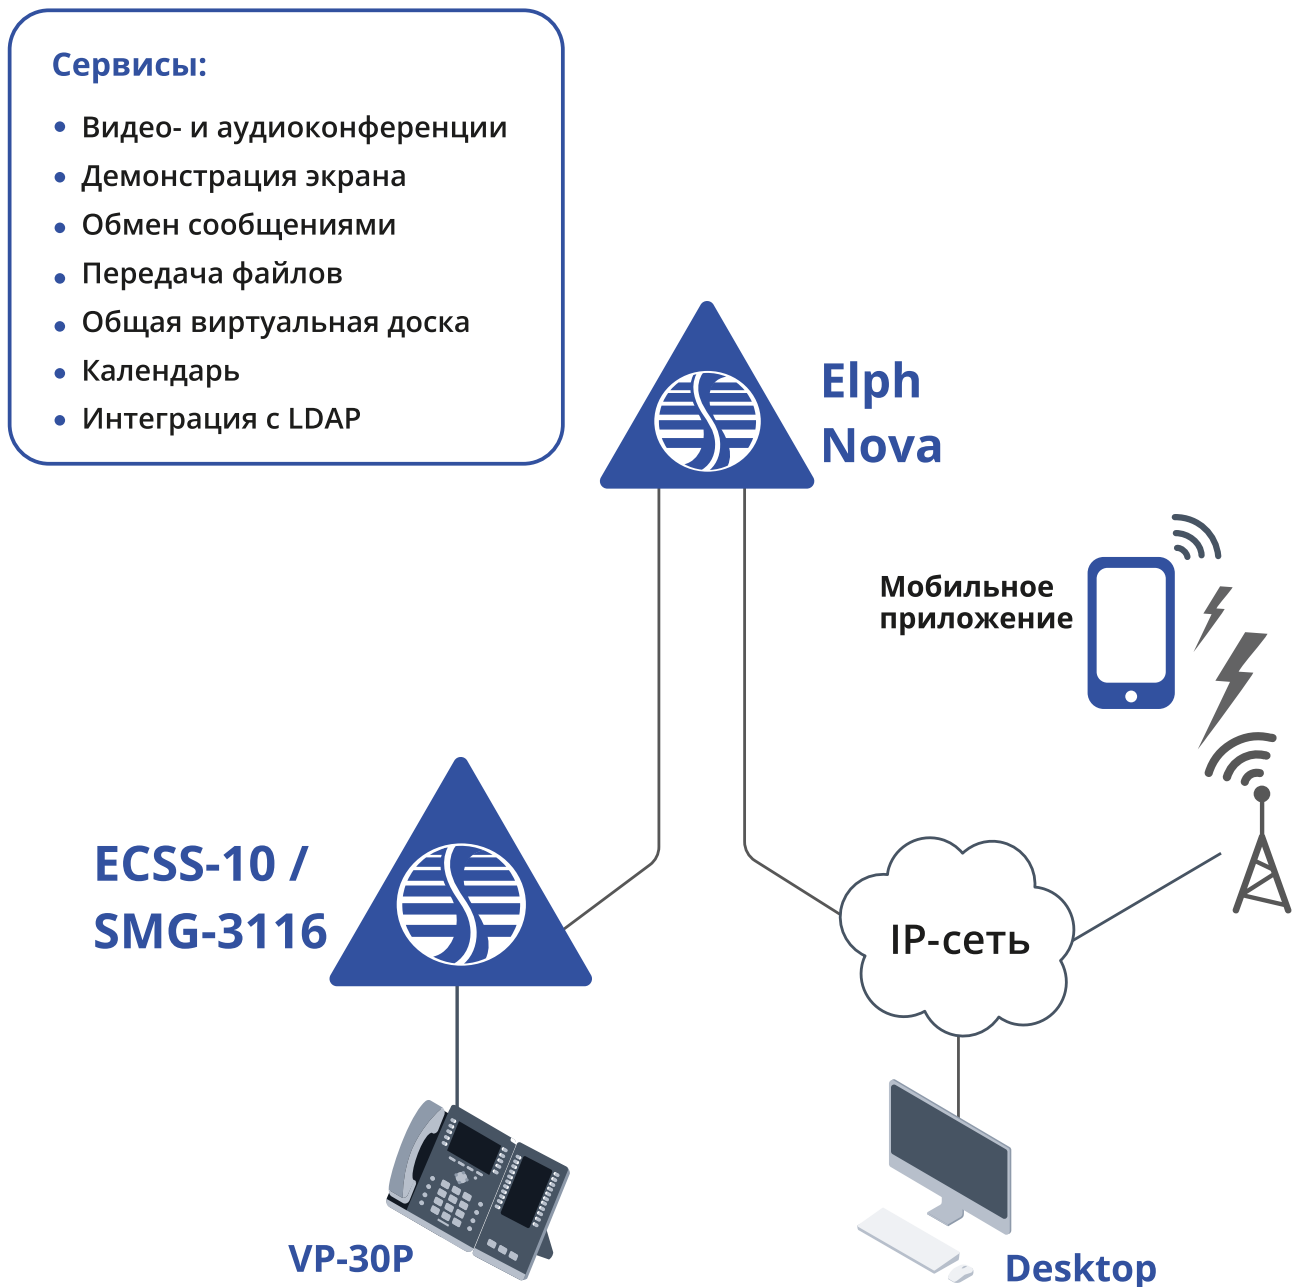 Сервисы:
Видео- и аудиоконференции
Демонстрация экрана
Обмен сообщениями
Передача файлов
Общая виртуальная доска
Календарь
Интеграция с LDAP
Elph
Nova
Мобильное
приложение
ECSS-10 /
SMG-3116
IP-сеть
VP-30P
Desktop